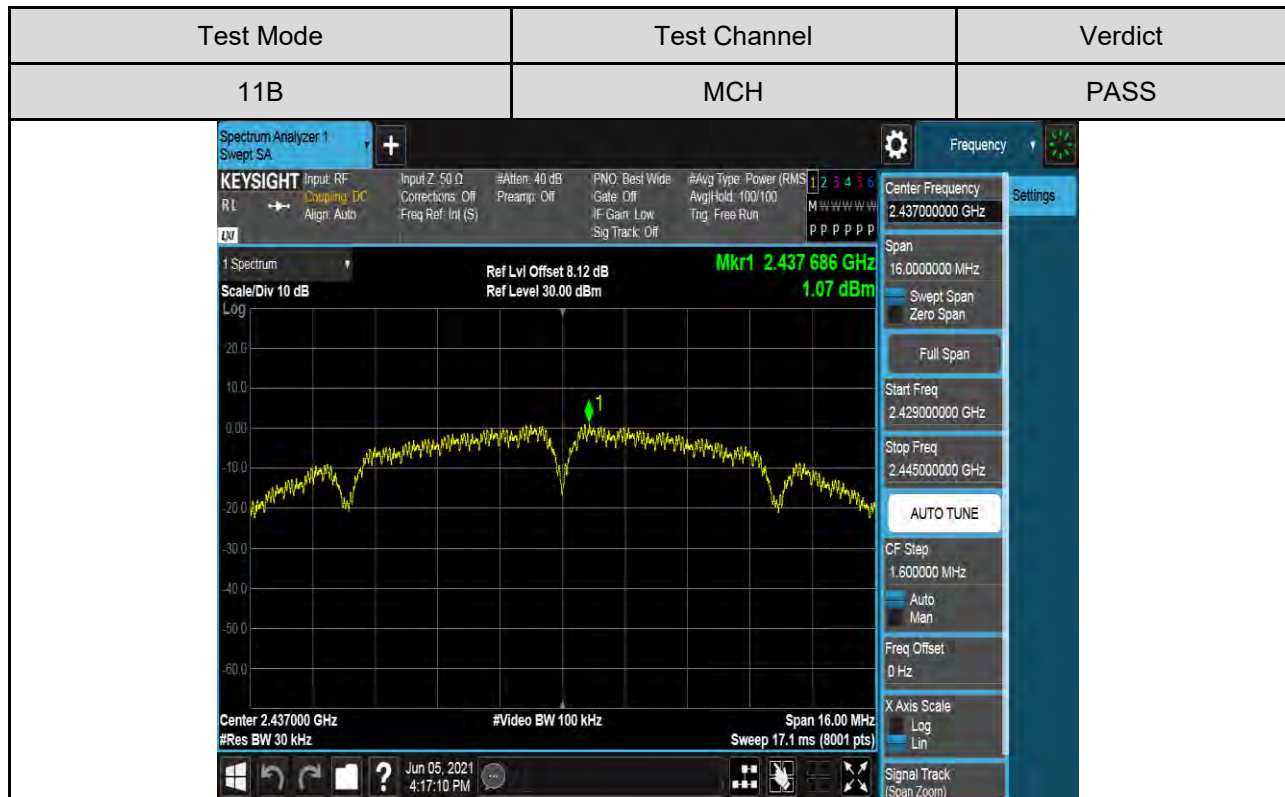 Test Mode Test Channel Verdict
11B MCH PASS
Spectrum Analyzer 1
Swept SA
+
Frequency
KEYSIGHT
RL
LXI
Input: RF
Coupling: DC
Align: Auto
Input Z: 50 Ω
Corrections: Off
Freq Ref: Int (S)
#Atten: 40 dB
Preamp: Off
PNO: Best Wide
Gate: Off
IF Gain: Low
Sig Track: Off
#Avg Type: Power (RMS
Avg|Hold: 100/100
Trig: Free Run
1 2 3 4 5 6
M W W W W W
P P P P P P
1 Spectrum
Scale/Div 10 dB
Ref Lvl Offset 8.12 dB
Ref Level 30.00 dBm
Mkr1 2.437 686 GHz
1.07 dBm
Log
20.0
10.0
0.00
-10.0
-20.0
-30.0
-40.0
-50.0
-60.0
1
Center 2.437000 GHz
#Res BW 30 kHz
#Video BW 100 kHz
Span 16.00 MHz
Sweep 17.1 ms (8001 pts)
Center Frequency
2.437000000 GHz
Settings
Span
16.0000000 MHz
Swept Span
Zero Span
Full Span
Start Freq
2.429000000 GHz
Stop Freq
2.445000000 GHz
AUTO TUNE
CF Step
1.600000 MHz
Auto
Man
Freq Offset
0 Hz
X Axis Scale
Log
Lin
Signal Track
(Span Zoom)
?
Jun 05, 2021
4:17:10 PM